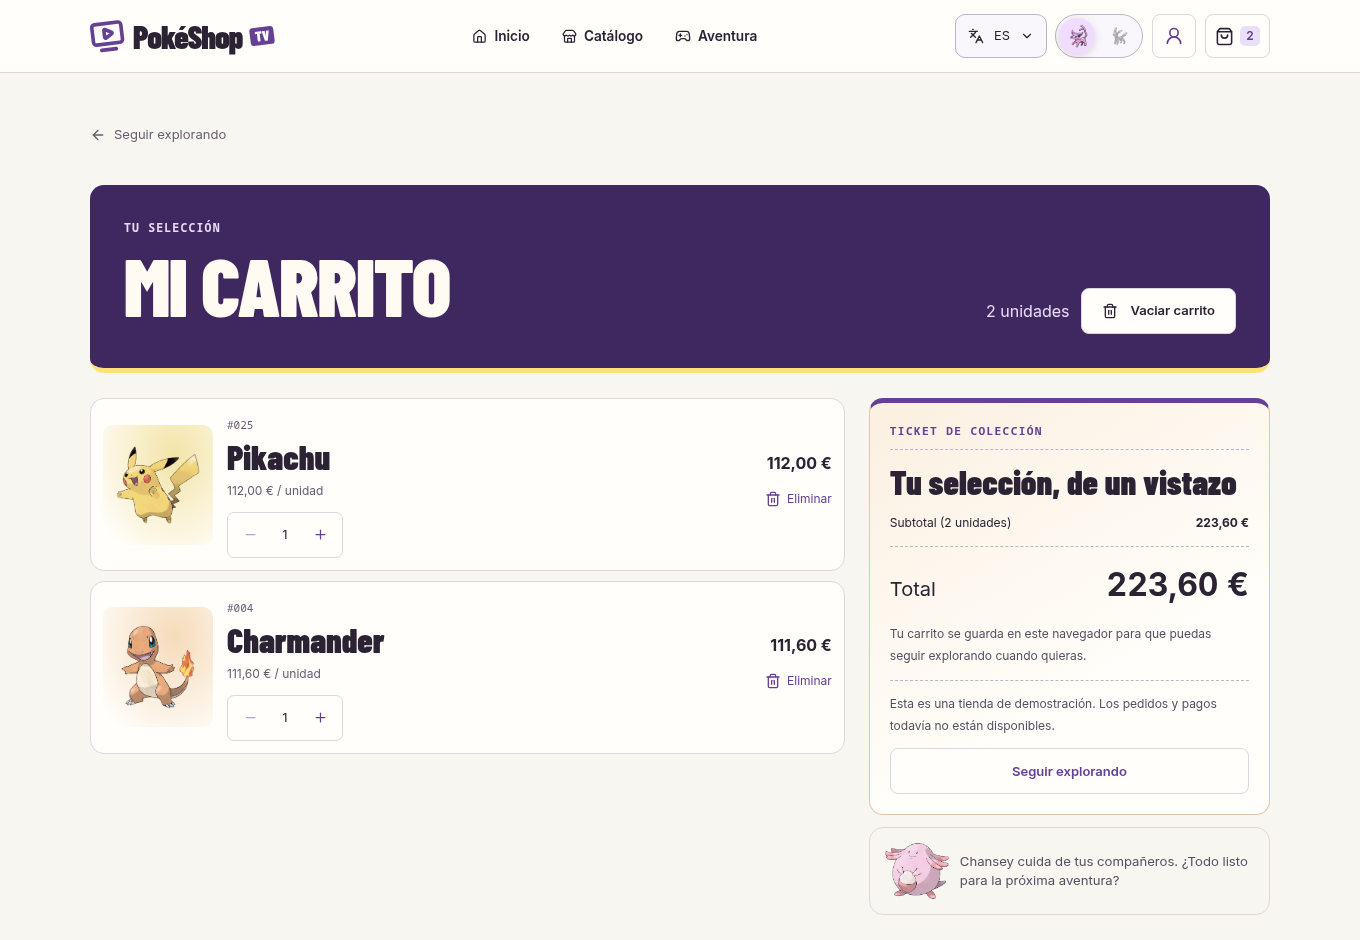 PokéShop TV
Inicio
Catálogo
Aventura
ES
2
Seguir explorando
TU SELECCIÓN
MI CARRITO
2 unidades
Vaciar carrito
#025
Pikachu
112,00 € / unidad
1
112,00 €
Eliminar
#004
Charmander
111,60 € / unidad
1
111,60 €
Eliminar
TICKET DE COLECCIÓN
Tu selección, de un vistazo
Subtotal (2 unidades) 223,60 €
Total 223,60 €
Tu carrito se guarda en este navegador para que puedas
seguir explorando cuando quieras.
Esta es una tienda de demostración. Los pedidos y pagos
todavía no están disponibles.
Seguir explorando
Chansey cuida de tus compañeros. ¿Todo listo
para la próxima aventura?